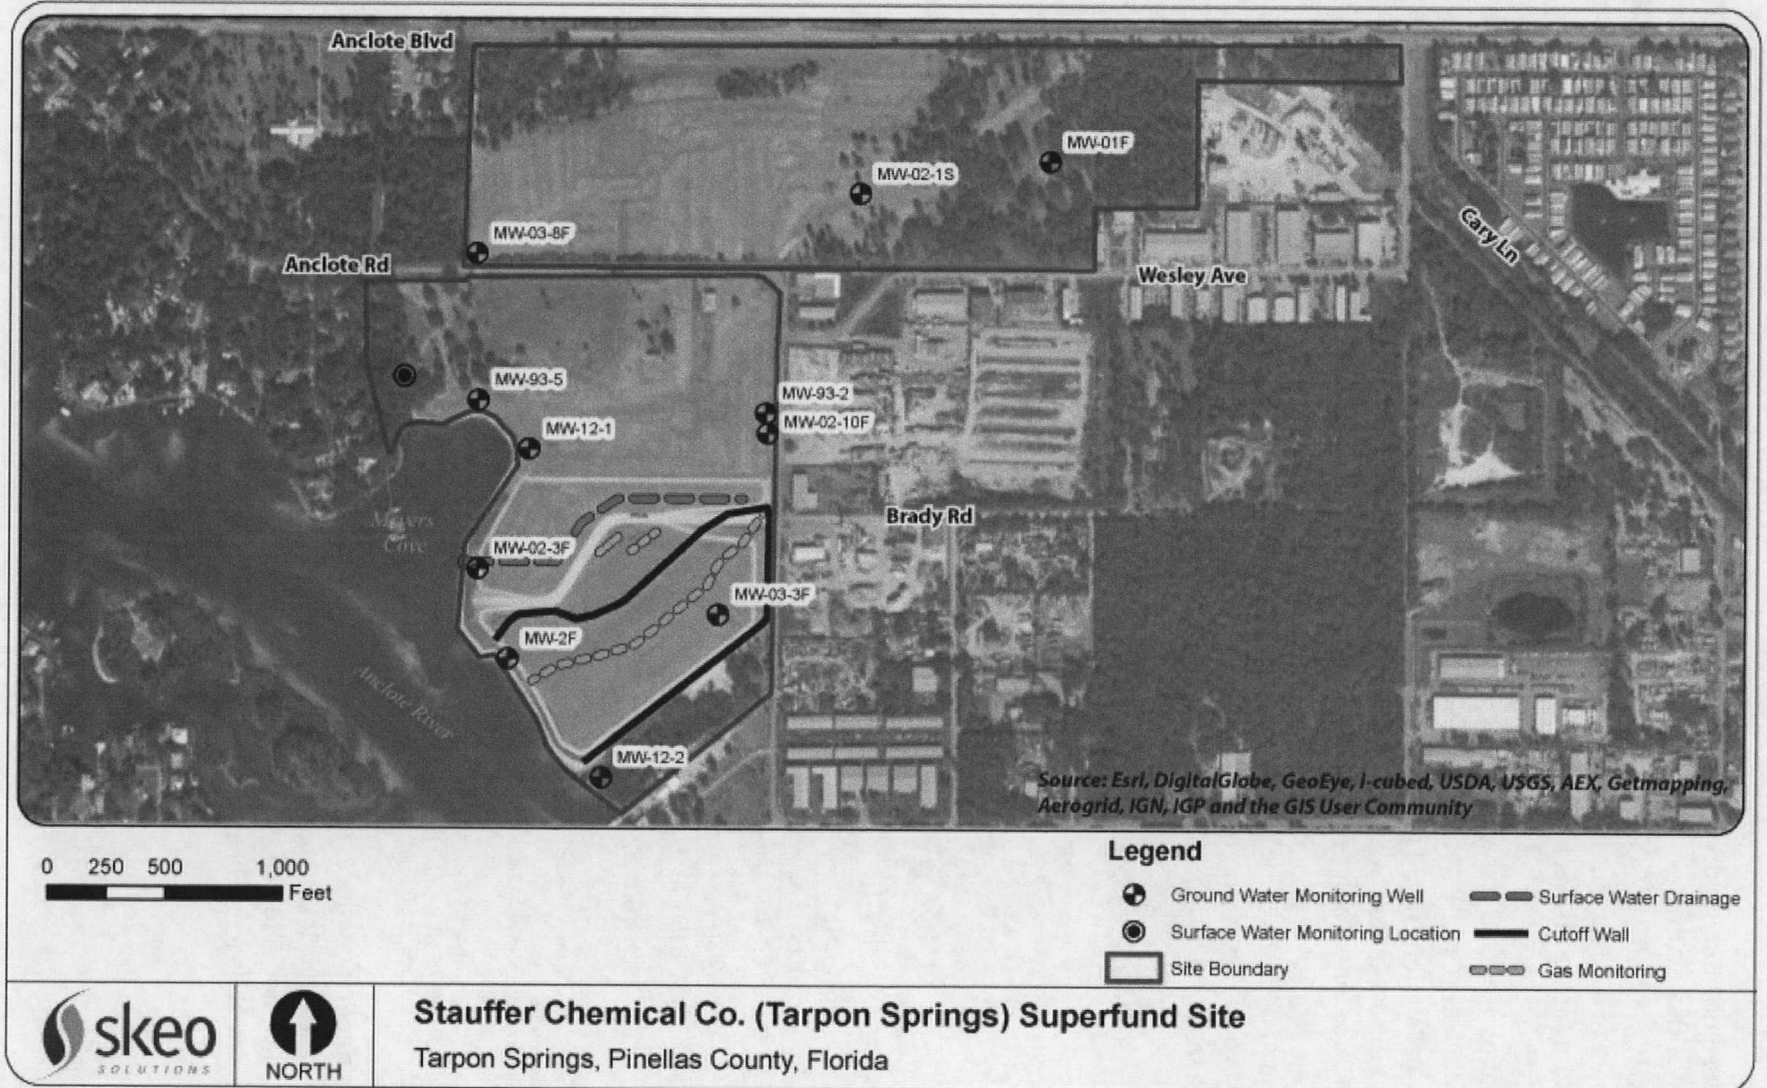 Anclote Blvd
MW-01F
MW-02-1S
MW-03-8F
Cary Ln
Anclote Rd
Wesley Ave
MW-93-5
MW-93-2
MW-12-1
MW-02-10F
Meyers
Cove
Brady Rd
MW-02-3F
MW-03-3F
MW-2F
Anclote River
MW-12-2
Source: Esri, DigitalGlobe, GeoEye, i-cubed, USDA, USGS, AEX, Getmapping,
Aerogrid, IGN, IGP and the GIS User Community
0 250 500 1,000
Feet
Legend
Ground Water Monitoring Well
Surface Water Drainage
Surface Water Monitoring Location
Cutoff Wall
Site Boundary
Gas Monitoring
skeo
SOLUTIONS
NORTH
Stauffer Chemical Co. (Tarpon Springs) Superfund Site
Tarpon Springs, Pinellas County, Florida